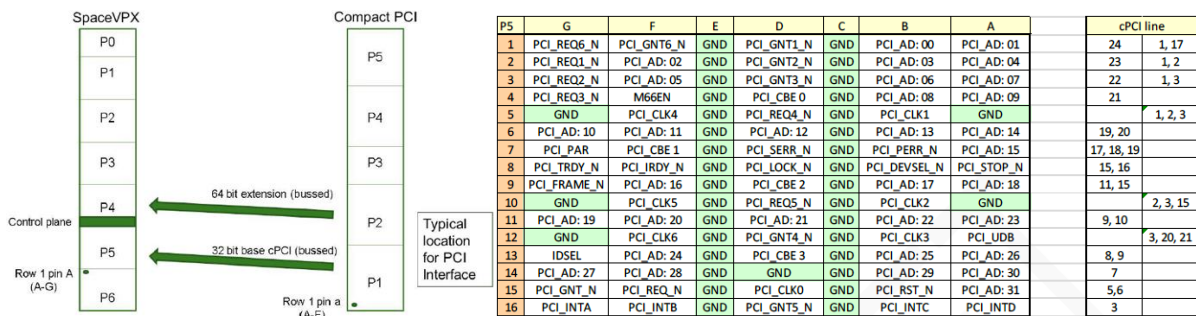 SpaceVPX
P0
P1
P2
P3
P4
P5
P6
Control plane
Row 1 pin A
(A-G)
64 bit extension (bussed)
32 bit base cPCI (bussed)
Compact PCI
P5
P4
P3
P2
P1
Row 1 pin a
(A-F)
Typical
location
for PCI
Interface
P5 G F E D C B A cPCI line
1 PCI_REQ6_N PCI_GNT6_N GND PCI_GNT1_N GND PCI_AD: 00 PCI_AD: 01 24 1, 17
2 PCI_REQ1_N PCI_AD: 02 GND PCI_GNT2_N GND PCI_AD: 03 PCI_AD: 04 23 1, 2
3 PCI_REQ2_N PCI_AD: 05 GND PCI_GNT3_N GND PCI_AD: 06 PCI_AD: 07 22 1, 3
4 PCI_REQ3_N M66EN GND PCI_CBE 0 GND PCI_AD: 08 PCI_AD: 09 21
5 GND PCI_CLK4 GND PCI_REQ4_N GND PCI_CLK1 GND 1, 2, 3
6 PCI_AD: 10 PCI_AD: 11 GND PCI_AD: 12 GND PCI_AD: 13 PCI_AD: 14 19, 20
7 PCI_PAR PCI_CBE 1 GND PCI_SERR_N GND PCI_PERR_N PCI_AD: 15 17, 18, 19
8 PCI_TRDY_N PCI_IRDY_N GND PCI_LOCK_N GND PCI_DEVSEL_N PCI_STOP_N 15, 16
9 PCI_FRAME_N PCI_AD: 16 GND PCI_CBE 2 GND PCI_AD: 17 PCI_AD: 18 11, 15
10 GND PCI_CLK5 GND PCI_REQ5_N GND PCI_CLK2 GND 2, 3, 15
11 PCI_AD: 19 PCI_AD: 20 GND PCI_AD: 21 GND PCI_AD: 22 PCI_AD: 23 9, 10
12 GND PCI_CLK6 GND PCI_GNT4_N GND PCI_CLK3 PCI_UDB 3, 20, 21
13 IDSEL PCI_AD: 24 GND PCI_CBE 3 GND PCI_AD: 25 PCI_AD: 26 8, 9
14 PCI_AD: 27 PCI_AD: 28 GND GND GND PCI_AD: 29 PCI_AD: 30 7
15 PCI_GNT_N PCI_REQ_N GND PCI_CLK0 GND PCI_RST_N PCI_AD: 31 5,6
16 PCI_INTA PCI_INTB GND PCI_GNT5_N GND PCI_INTC PCI_INTD 3